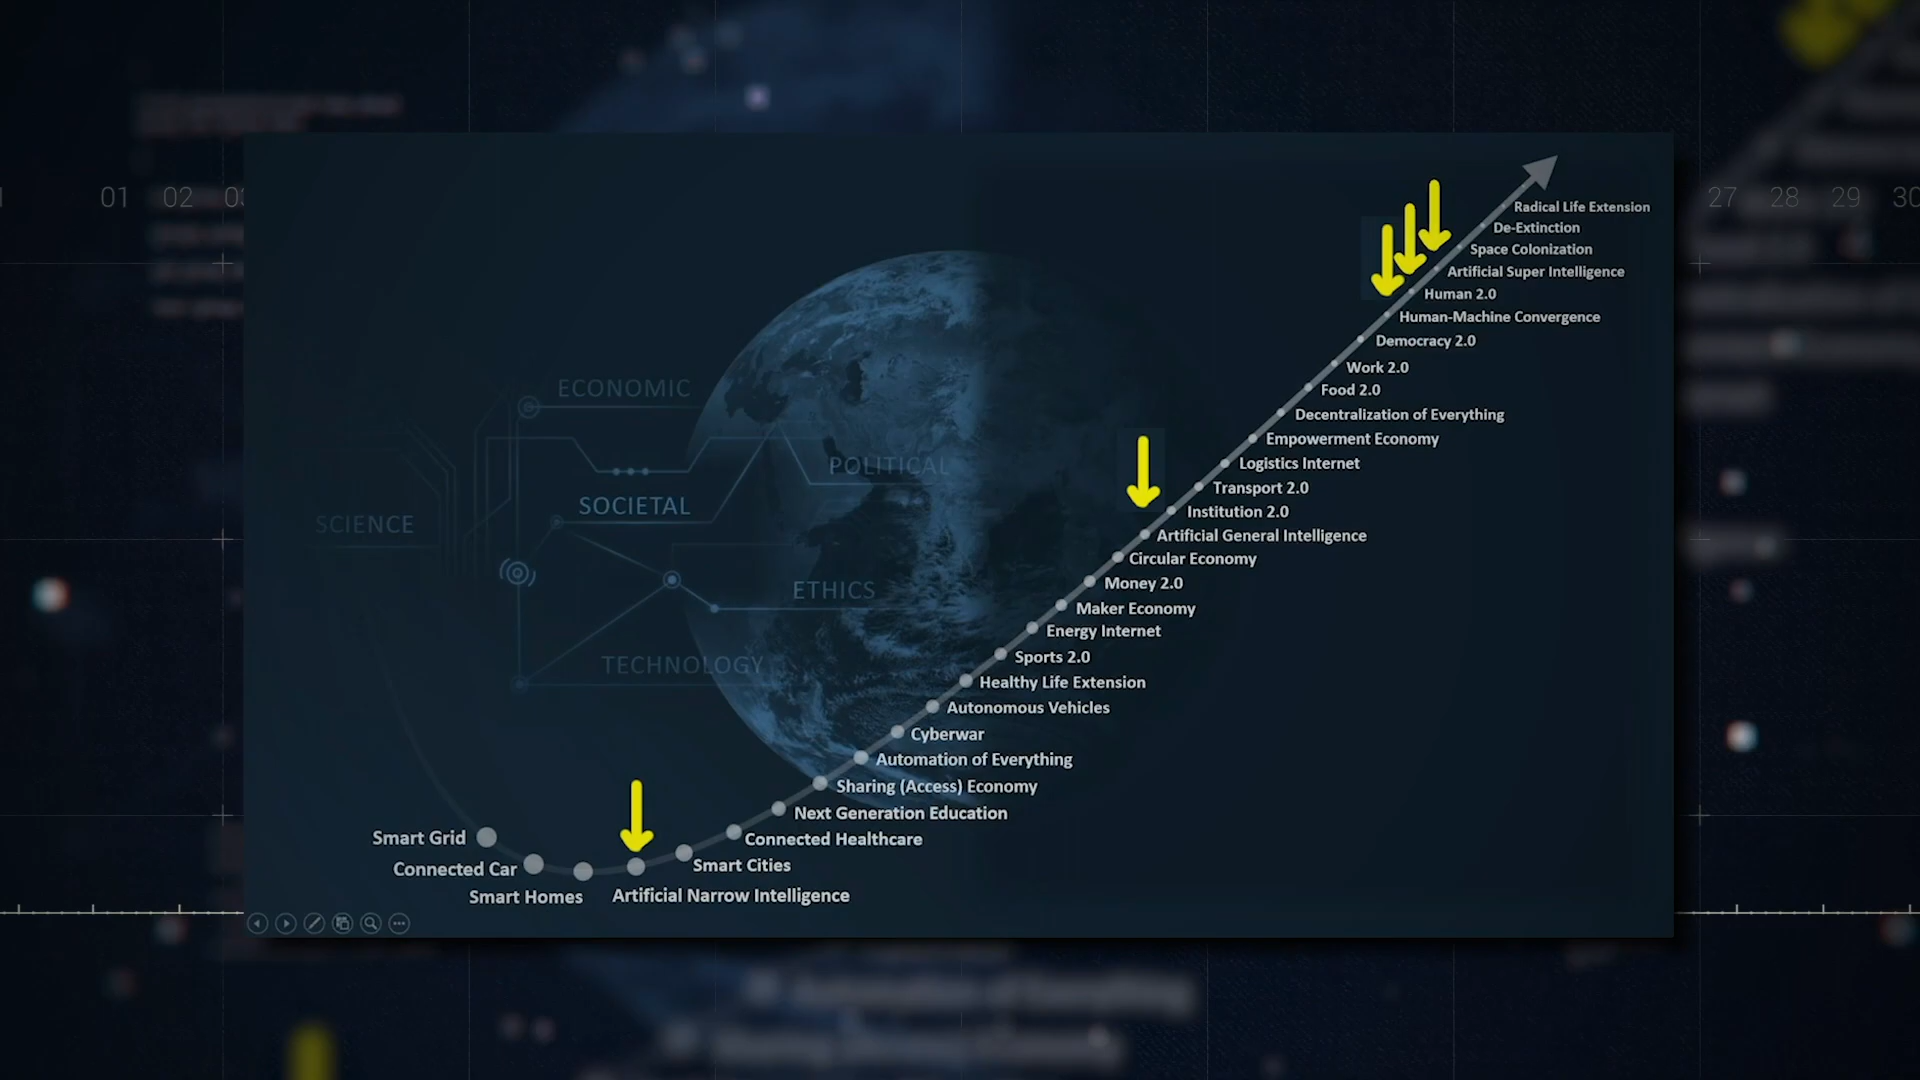 01 02 03
27 28 29 30
Radical Life Extension
De-Extinction
Space Colonization
Artificial Super Intelligence
Human 2.0
Human-Machine Convergence
Democracy 2.0
Work 2.0
Food 2.0
Decentralization of Everything
Empowerment Economy
Logistics Internet
Transport 2.0
Institution 2.0
Artificial General Intelligence
Circular Economy
Money 2.0
Maker Economy
Energy Internet
Sports 2.0
Healthy Life Extension
Autonomous Vehicles
Cyberwar
Automation of Everything
Sharing (Access) Economy
Next Generation Education
Connected Healthcare
Smart Cities
Artificial Narrow Intelligence
Smart Homes
Connected Car
Smart Grid
ECONOMIC
POLITICAL
SOCIETAL
SCIENCE
ETHICS
TECHNOLOGY
Automation of Everything